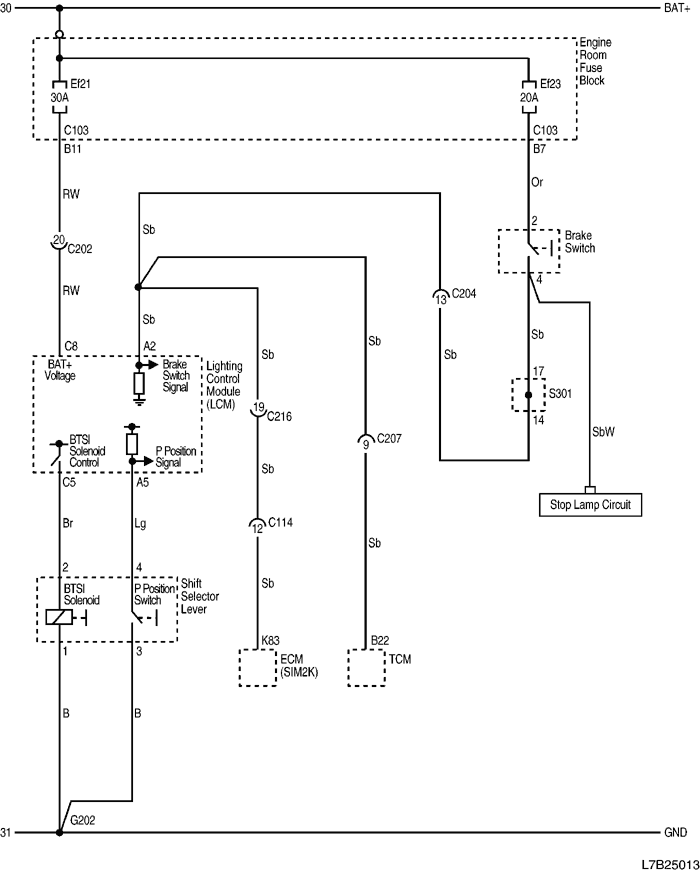 30
BAT+
Engine
Room
Fuse
Block
Ef21
30A
Ef23
20A
C103
C103
B11
B7
RW
Or
Sb
2
Brake
Switch
20
C202
4
RW
13
C204
Sb
Sb
Sb
Sb
Sb
C8
A2
BAT+
Voltage
Brake
Switch
Signal
Lighting
Control
Module
(LCM)
17
S301
14
19
C216
SbW
BTSI
Solenoid
Control
P Position
Signal
9
C207
Sb
C5
A5
Stop Lamp Circuit
Br
Lg
12
C114
Sb
2
4
BTSI
Solenoid
P Position
Switch
Shift
Selector
Lever
Sb
1
3
K83
ECM
(SIM2K)
B22
TCM
B
B
G202
31
GND
L7B25013